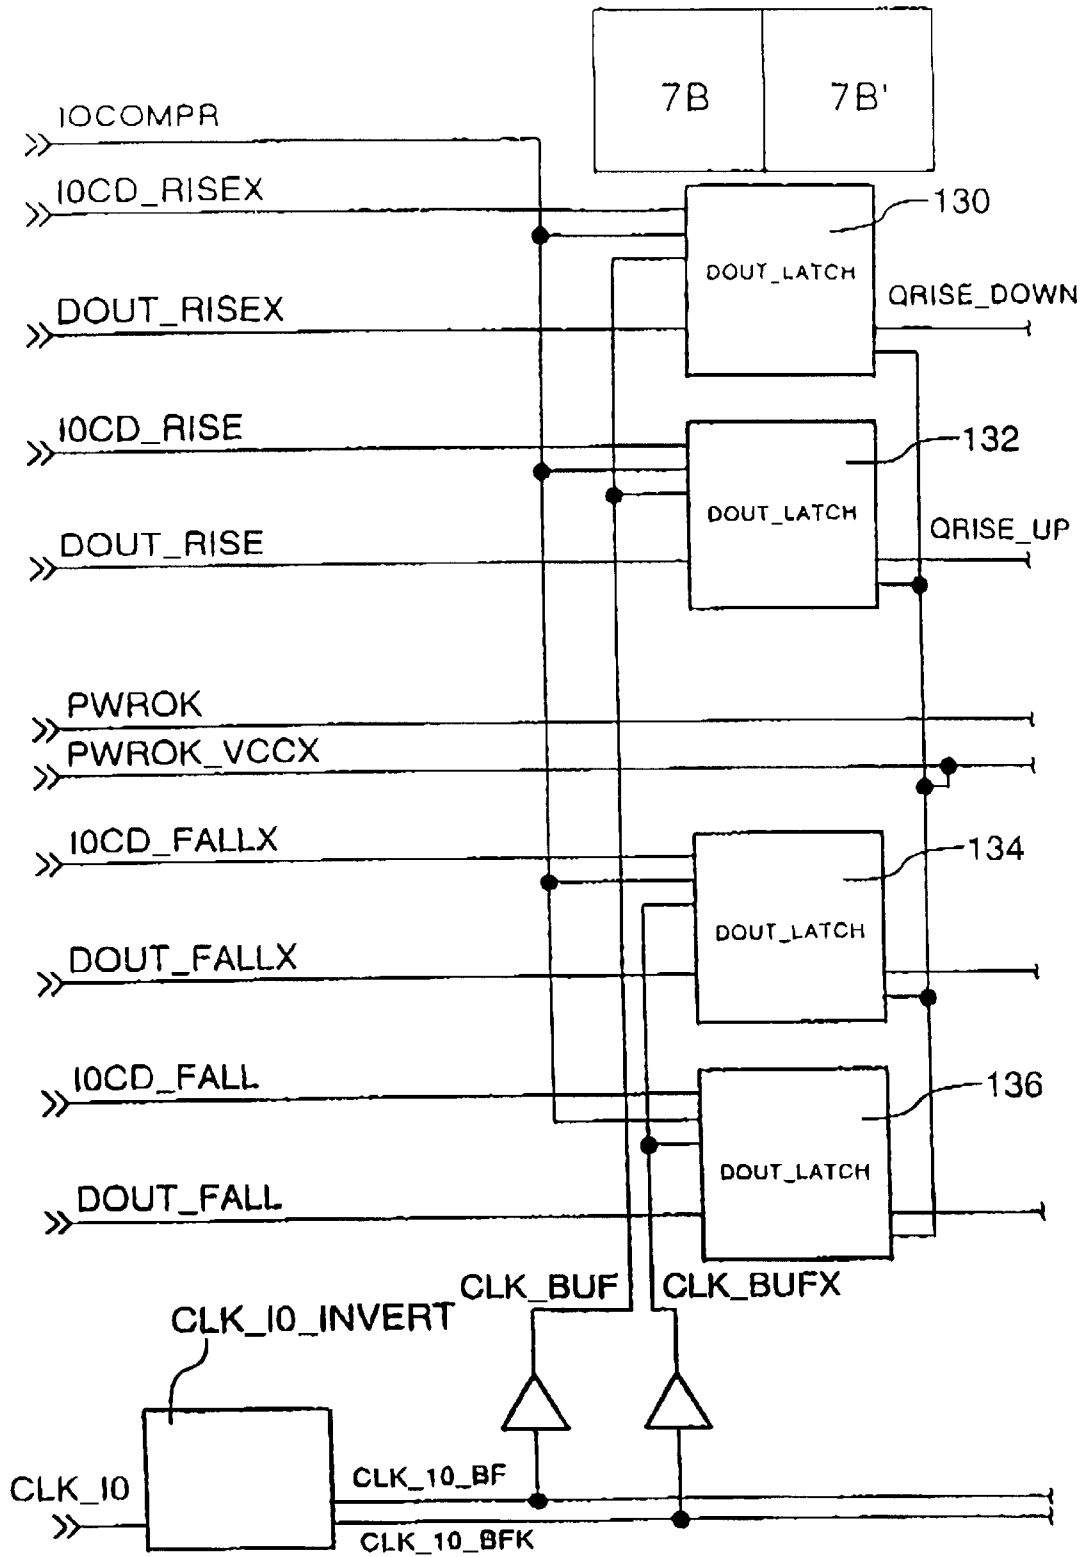 7B 7B'
IOCOMPR
IOCD_RISEX
130
DOUT_LATCH
QRISE_DOWN
DOUT_RISEX
IOCD_RISE
132
DOUT_LATCH
QRISE_UP
DOUT_RISE
PWROK
PWROK_VCCX
IOCD_FALLX
134
DOUT_LATCH
DOUT_FALLX
IOCD_FALL
136
DOUT_LATCH
DOUT_FALL
CLK_BUF CLK_BUFX
CLK_IO_INVERT
CLK_IO
CLK_10_BF
CLK_10_BFK